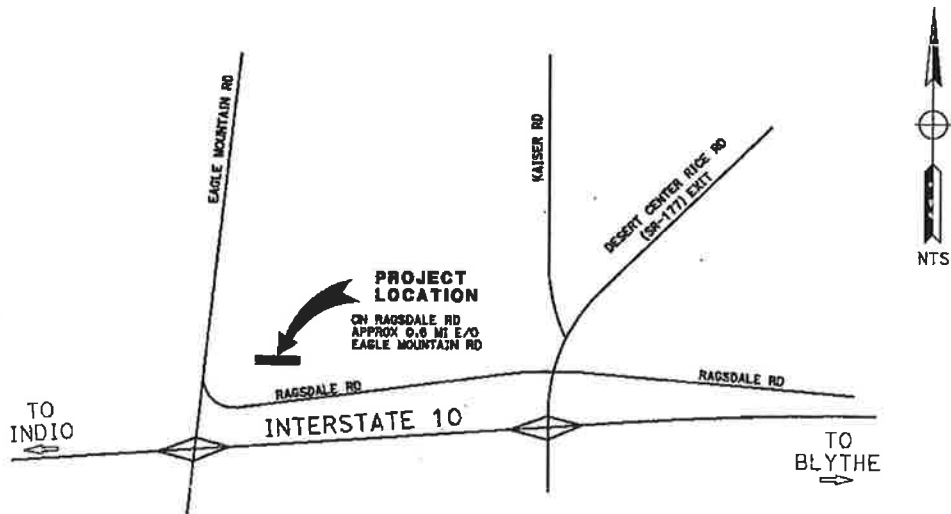 EAGLE MOUNTAIN RD
KAISER RD
DESERT CENTER RICE RD
(SR-177) EXIT
NTS
PROJECT
LOCATION
ON RAGSDALE RD
APPROX 0.6 MI E/O
EAGLE MOUNTAIN RD
RAGSDALE RD
RAGSDALE RD
TO
INDIO
INTERSTATE 10
TO
BLYTHE